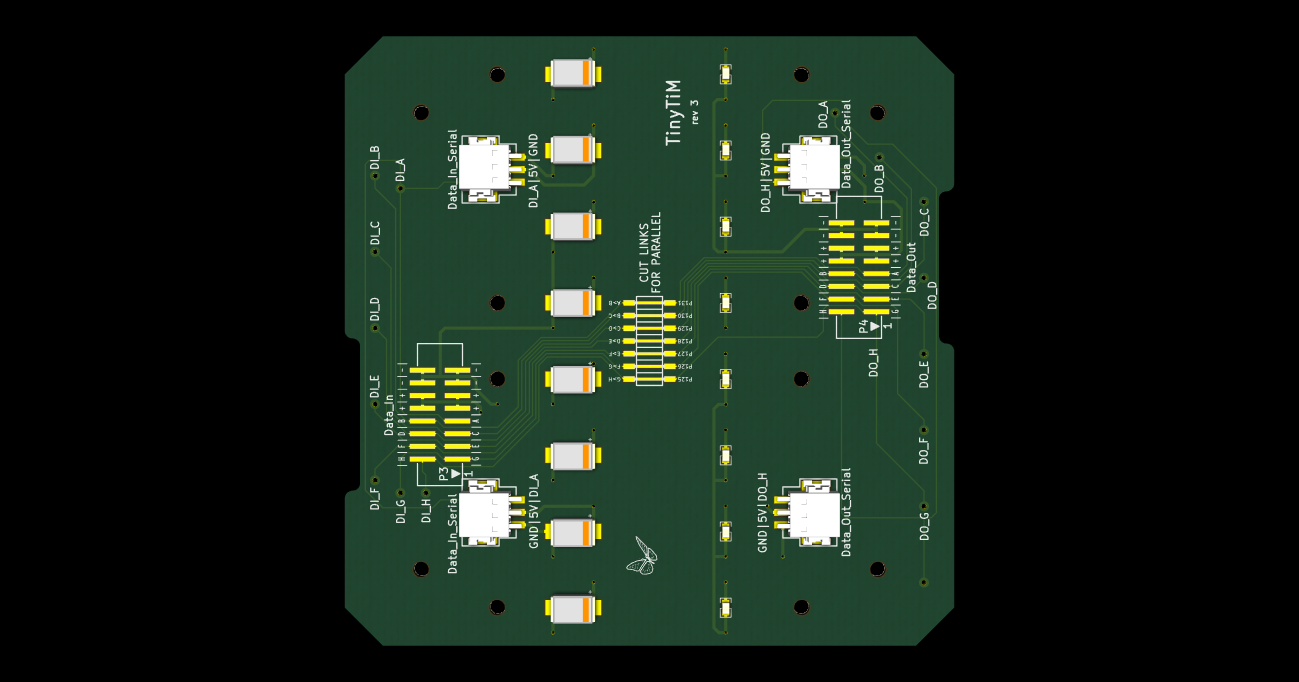 TinyTiM
rev 3
CUT LINKS
FOR PARALLEL
DI_B
DI_A
DI_C
DI_D
DI_E
DI_F
DI_G
DI_H
Data_In_Serial
DI_A|5V|GND
Data_In
P3
1
- -
- -
+ +
+ +
B A
D C
F E
H G
Data_In_Serial
GND|5V|DI_A
A>B P131
B>C P130
C>D P129
D>E P128
E>F P127
F>G P126
G>H P125
DO_H|5V|GND
Data_Out_Serial
DO_A
DO_B
DO_C
DO_D
DO_E
DO_F
DO_G
DO_H
Data_Out
- -
- -
+ +
+ +
B A
D C
F E
H G
P4
1
GND|5V|DO_H
Data_Out_Serial